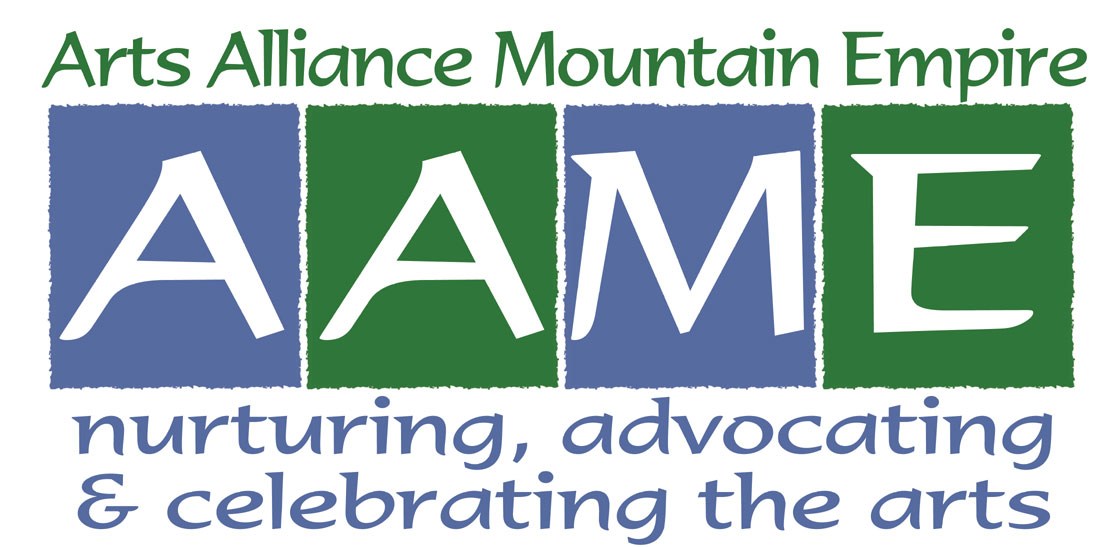 Arts Alliance Mountain Empire
AAME
nurturing, advocating
& celebrating the arts